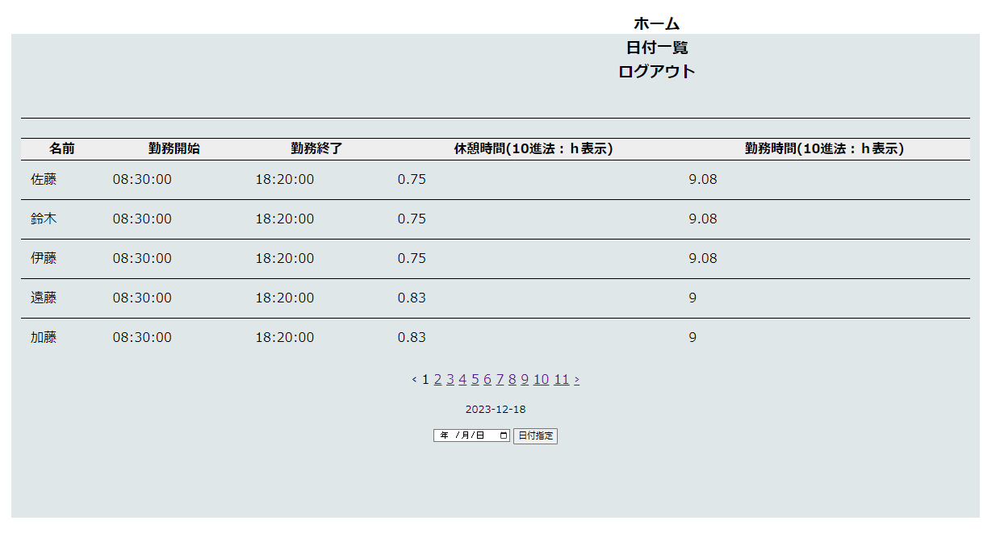 ホーム
日付一覧
ログアウト
名前 勤務開始 勤務終了 休憩時間(10進法：ｈ表示) 勤務時間(10進法：ｈ表示)
佐藤 08:30:00 18:20:00 0.75 9.08
鈴木 08:30:00 18:20:00 0.75 9.08
伊藤 08:30:00 18:20:00 0.75 9.08
遠藤 08:30:00 18:20:00 0.83 9
加藤 08:30:00 18:20:00 0.83 9
< 1 2 3 4 5 6 7 8 9 10 11 >
2023-12-18
年 /月/日 日付指定